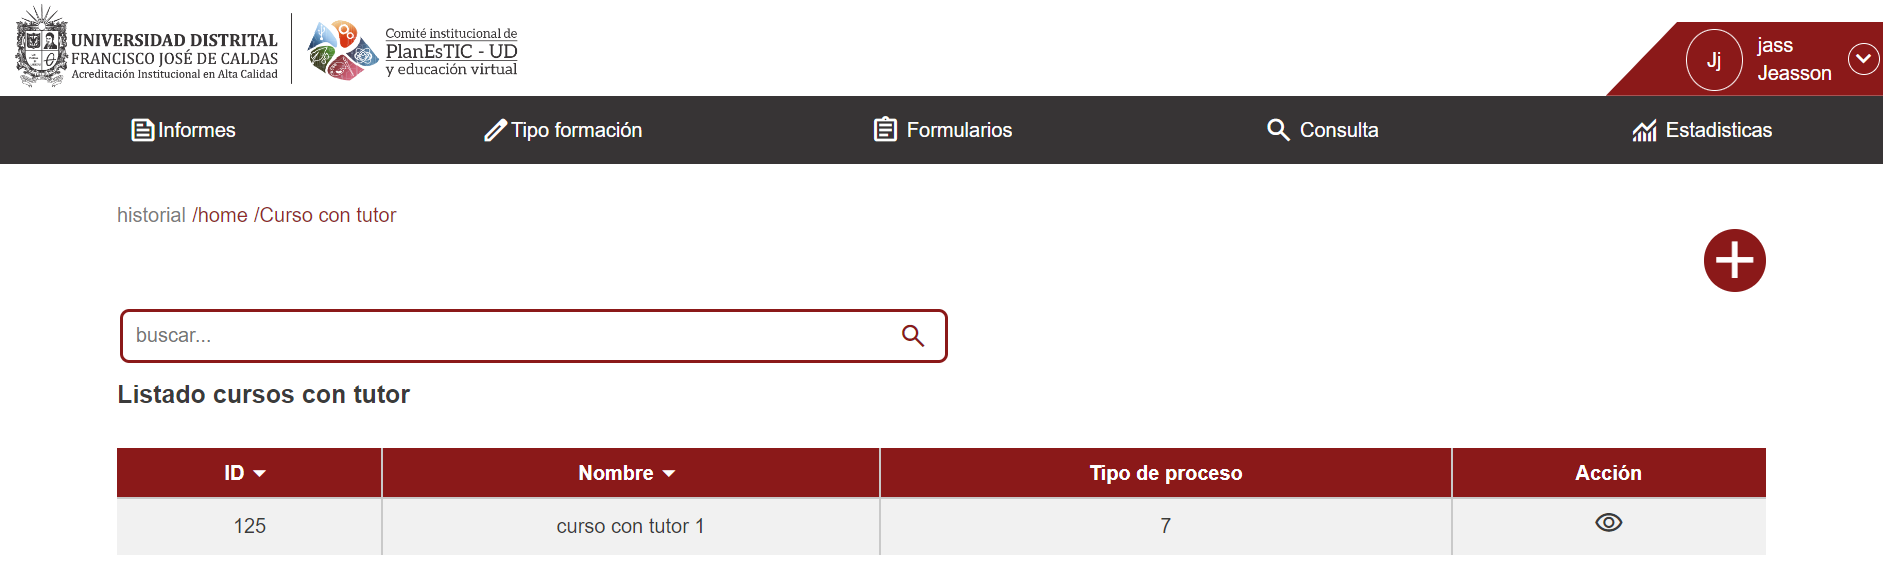 UNIVERSIDAD DISTRITAL
FRANCISCO JOSÉ DE CALDAS
Acreditación Institucional en Alta Calidad
Comité institucional de
PlanEsTIC - UD
y educación virtual
Jj
jass
Jeasson
Informes
Tipo formación
Formularios
Consulta
Estadisticas
historial /home /Curso con tutor
buscar...
Listado cursos con tutor
ID Nombre Tipo de proceso Acción
125 curso con tutor 1 7